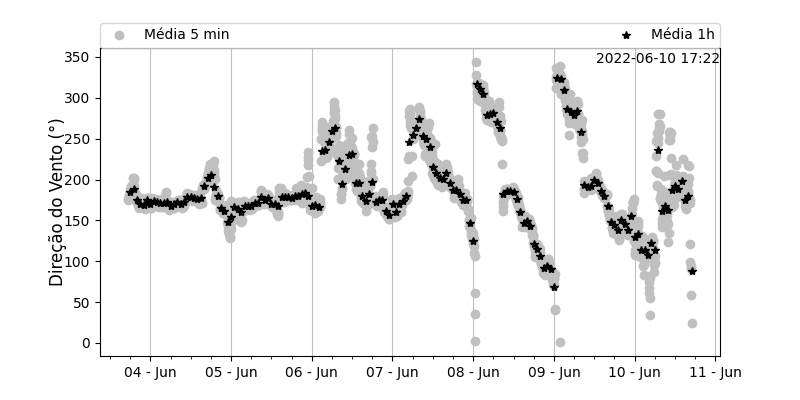 Média 5 min
Média 1h
2022-06-10 17:22
Direção do Vento (°)
350
300
250
200
150
100
50
0
04 - Jun
05 - Jun
06 - Jun
07 - Jun
08 - Jun
09 - Jun
10 - Jun
11 - Jun